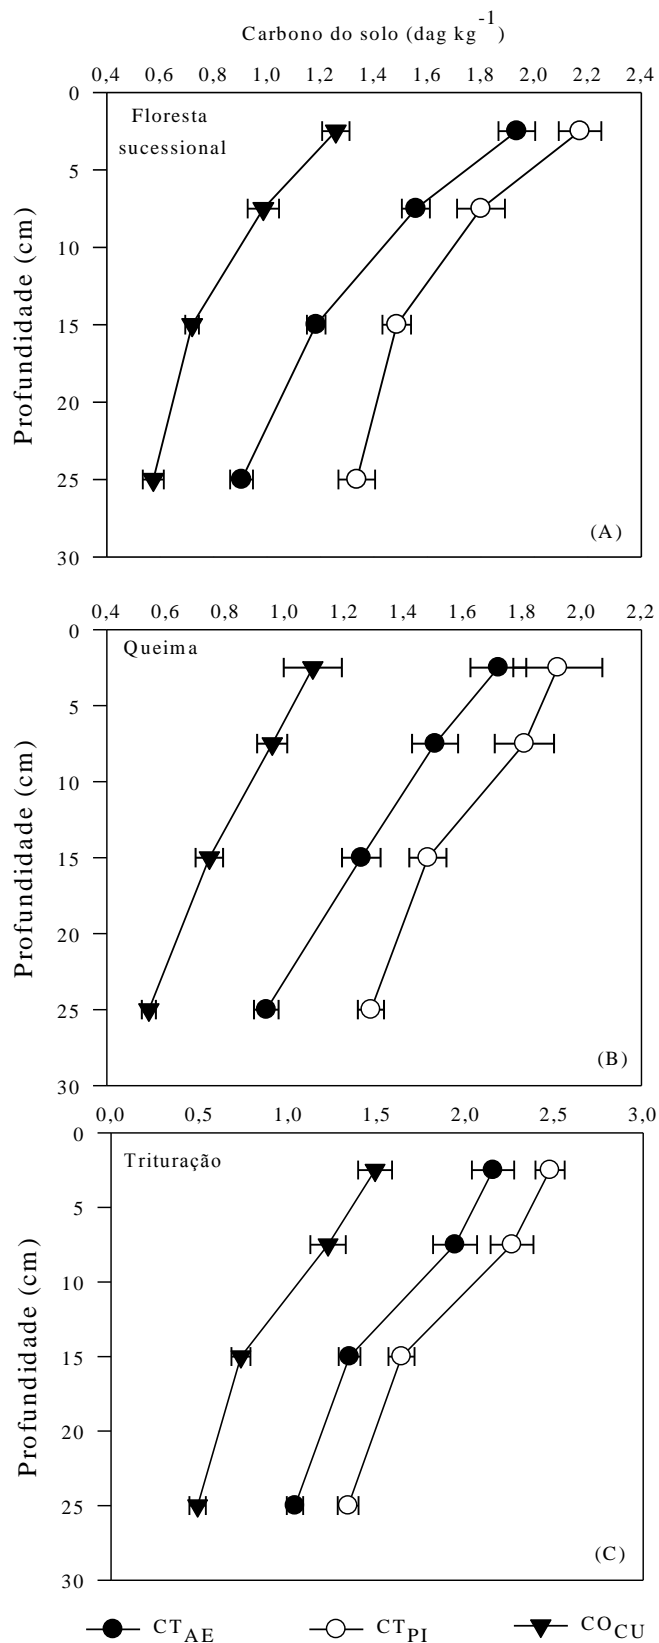 Carbono do solo (dag kg-1)
0,4 0,6 0,8 1,0 1,2 1,4 1,6 1,8 2,0 2,2 2,4
0
Floresta
sucessional
5
10
15
20
25
30
Profundidade (cm)
(A)
0,4 0,6 0,8 1,0 1,2 1,4 1,6 1,8 2,0 2,2
0
Queima
5
10
15
20
25
30
Profundidade (cm)
(B)
0,0 0,5 1,0 1,5 2,0 2,5 3,0
0
Trituração
5
10
15
20
25
30
Profundidade (cm)
(C)
CTAE CTPI COCU